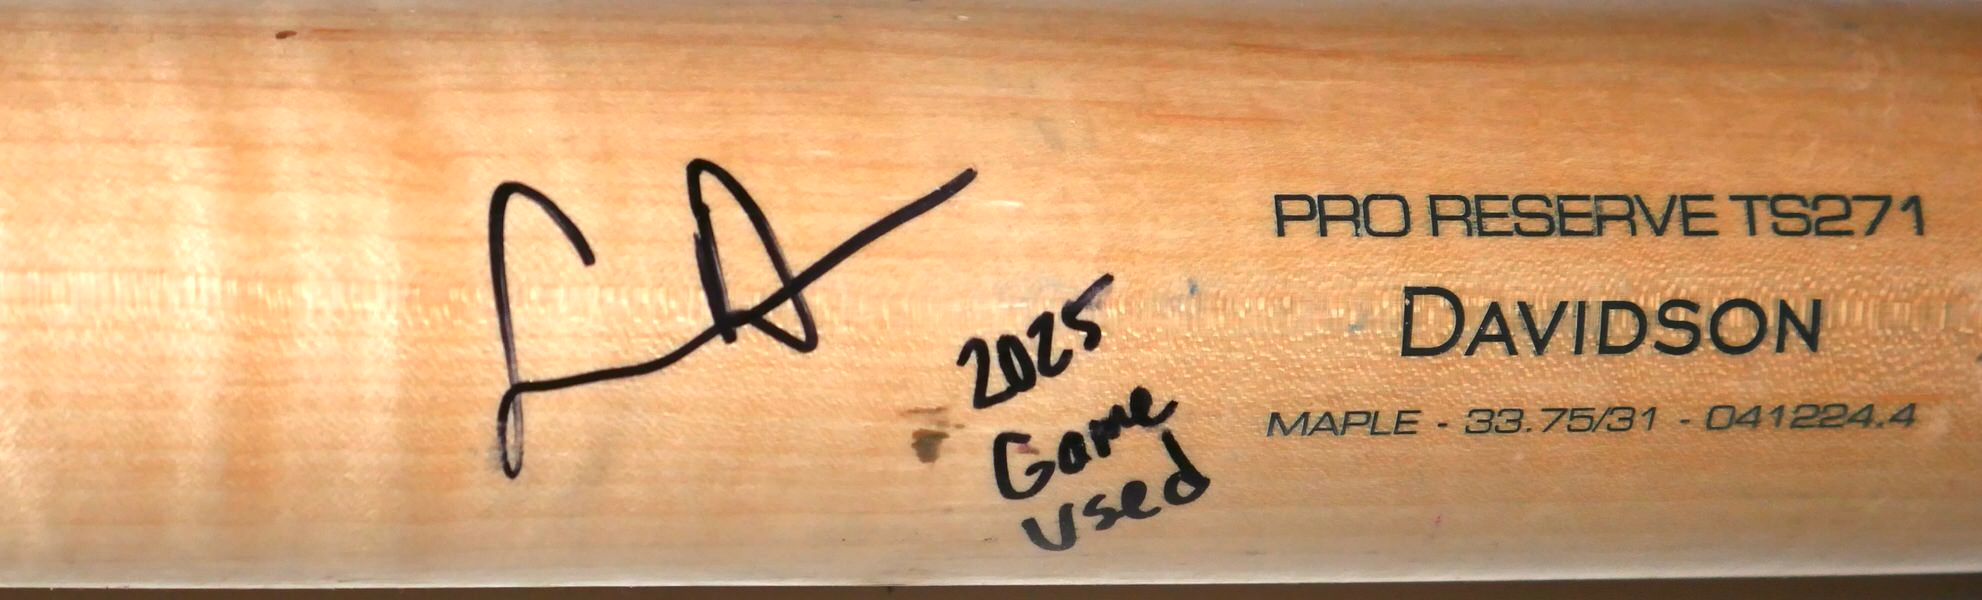 PRO RESERVE TS271
DAVIDSON
MAPLE - 33.75/31 - 041224.4
2025
Game
Used